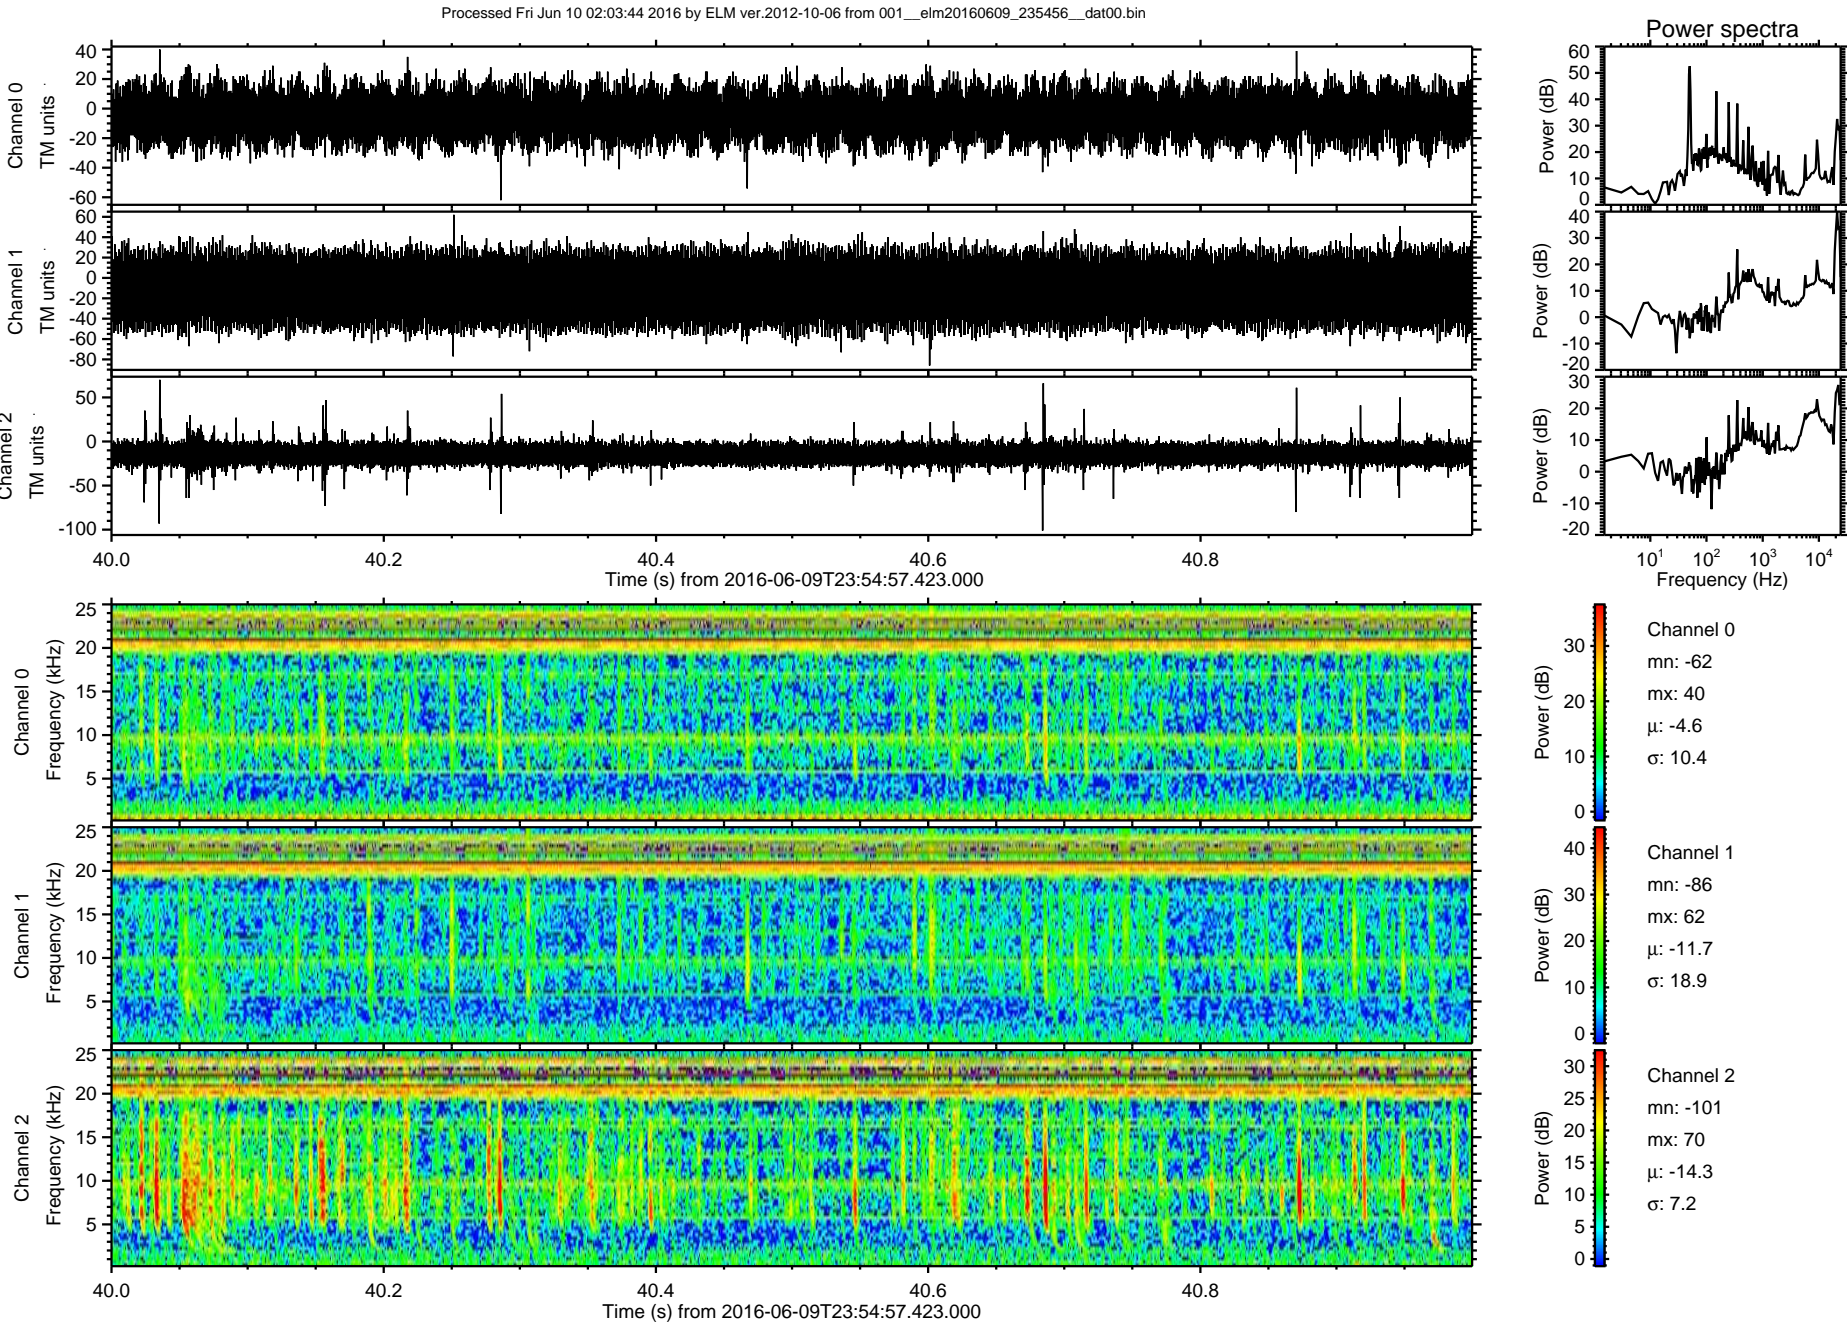 Processed Fri Jun 10 02:03:44 2016 by ELM ver.2012-10-06 from 001__elm20160609_235456__dat00.bin
Power spectra
Channel 0
TM units
40
20
0
-20
-40
-60
Power (dB)
60
50
40
30
20
10
0
Channel 1
TM units
60
40
20
0
-20
-40
-60
-80
Power (dB)
40
30
20
10
0
-10
-20
Channel 2
TM units
50
0
-50
-100
Power (dB)
30
20
10
0
-10
-20
40.0 40.2 40.4 40.6 40.8
Time (s) from 2016-06-09T23:54:57.423.000
10¹ 10² 10³ 10⁴
Frequency (Hz)
Channel 0
Frequency (kHz)
25
20
15
10
5
Power (dB)
30
20
10
0
Channel 0
mn: -62
mx: 40
μ: -4.6
σ: 10.4
Channel 1
Frequency (kHz)
25
20
15
10
5
Power (dB)
40
30
20
10
0
Channel 1
mn: -86
mx: 62
μ: -11.7
σ: 18.9
Channel 2
Frequency (kHz)
25
20
15
10
5
Power (dB)
30
25
20
15
10
5
0
Channel 2
mn: -101
mx: 70
μ: -14.3
σ: 7.2
40.0 40.2 40.4 40.6 40.8
Time (s) from 2016-06-09T23:54:57.423.000